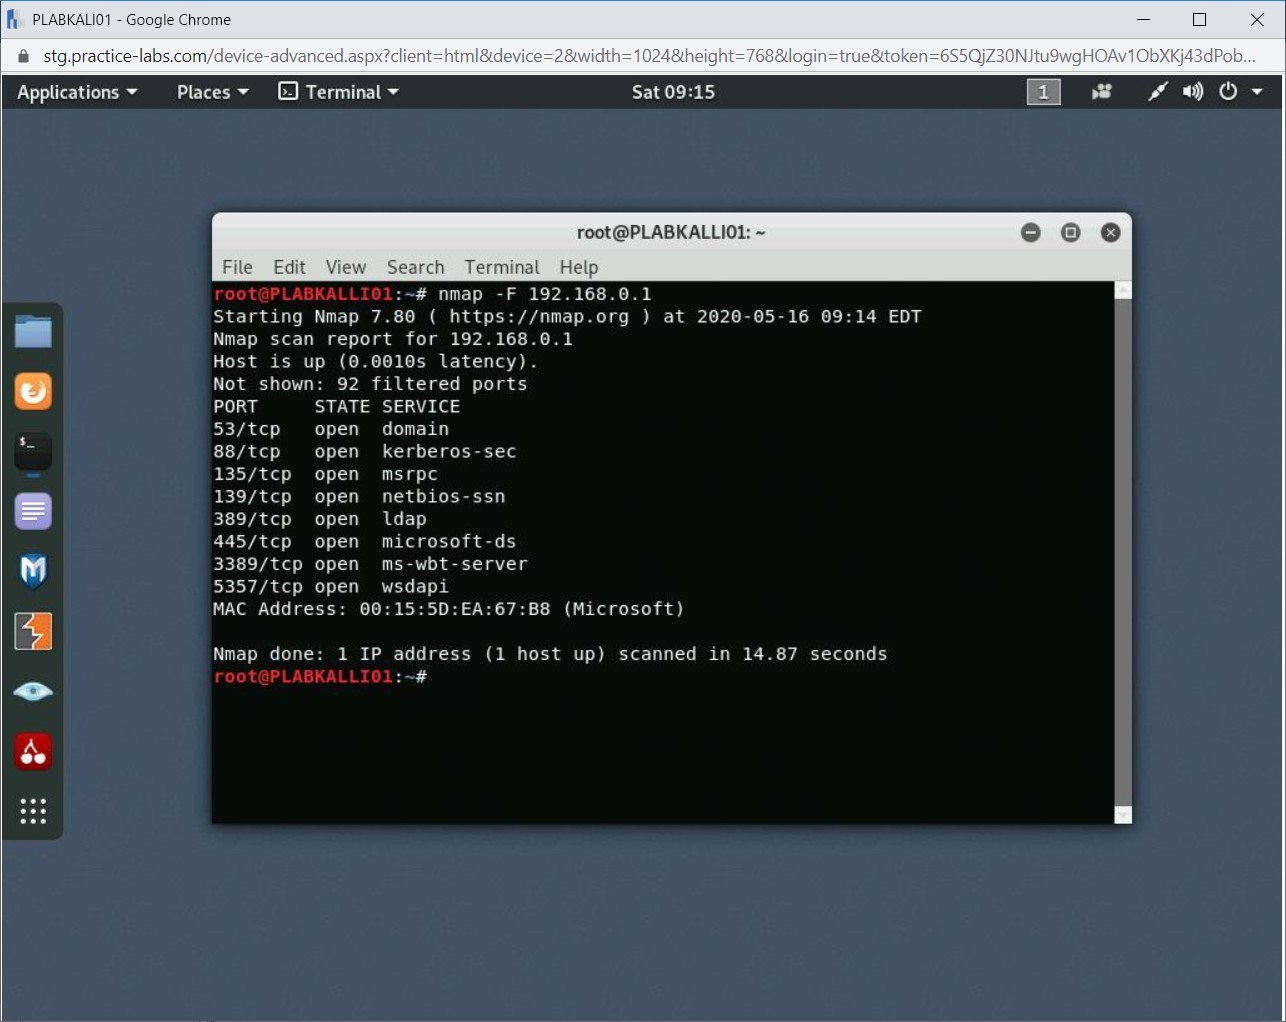 PLABKALI01 - Google Chrome
stg.practice-labs.com/device-advanced.aspx?client=html&device=2&width=1024&height=768&login=true&token=6S5QjZ30NJtu9wgHOAv1ObXKj43dPob...
Applications Places Terminal Sat 09:15 1
root@PLABKALLI01: ~
File Edit View Search Terminal Help
root@PLABKALLI01:~# nmap -F 192.168.0.1
Starting Nmap 7.80 ( https://nmap.org ) at 2020-05-16 09:14 EDT
Nmap scan report for 192.168.0.1
Host is up (0.0010s latency).
Not shown: 92 filtered ports
PORT     STATE SERVICE
53/tcp   open  domain
88/tcp   open  kerberos-sec
135/tcp  open  msrpc
139/tcp  open  netbios-ssn
389/tcp  open  ldap
445/tcp  open  microsoft-ds
3389/tcp open  ms-wbt-server
5357/tcp open  wsdapi
MAC Address: 00:15:5D:EA:67:B8 (Microsoft)
Nmap done: 1 IP address (1 host up) scanned in 14.87 seconds
root@PLABKALLI01:~#
$_